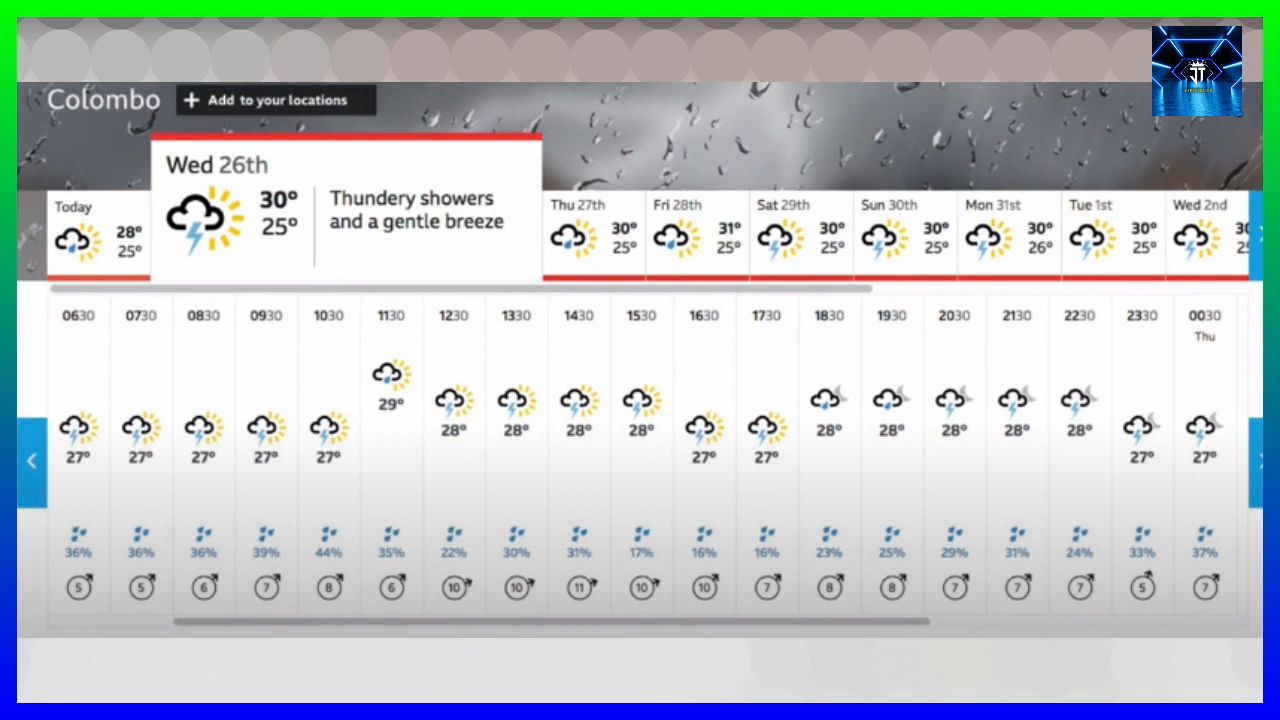 Colombo
+ Add to your locations
Wed 26th
30°
25°
Thundery showers
and a gentle breeze
Today
28°
25°
Thu 27th
30°
25°
Fri 28th
31°
25°
Sat 29th
30°
25°
Sun 30th
30°
25°
Mon 31st
30°
26°
Tue 1st
30°
25°
Wed 2nd
0630 0730 0830 0930 1030 1130 1230 1330 1430 1530 1630 1730 1830 1930 2030 2130 2230 2330 0030
Thu
27° 27° 27° 27° 27° 29° 28° 28° 28° 28° 27° 27° 28° 28° 28° 28° 28° 27° 27°
36% 36% 36% 39% 44% 35% 22% 30% 31% 17% 16% 16% 23% 25% 29% 31% 24% 33% 37%
5 5 6 7 8 6 10 10 11 10 10 7 8 8 7 7 7 5 7